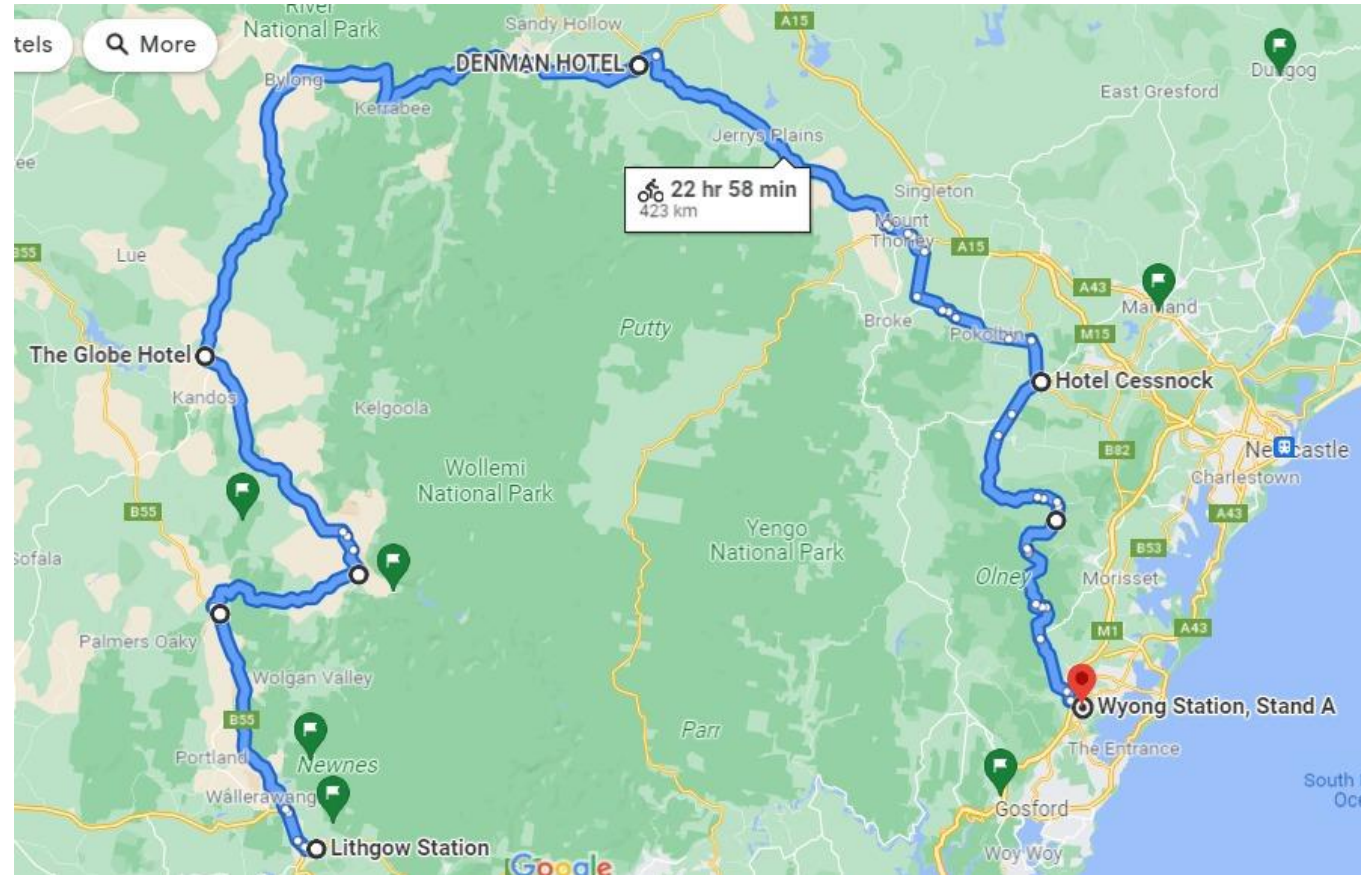 River
National Park
Sandy Hollow
A15
tels
More
DENMAN HOTEL
Bylong
Dungog
East Gresford
Kerrabee
Jerrys Plains
ee
22 hr 58 min
423 km
Singleton
Mount
Thorley
B55
Lue
A15
A43
Maitland
Putty
Broke
Pokolbin
M15
The Globe Hotel
Hotel Cessnock
Kandos
Kelgoola
B82
Newcastle
Wollemi
National Park
Charlestown
B55
A43
Yengo
National Park
Sofala
B53
Olney
Morisset
Palmers Oaky
M1
A43
Wolgan Valley
Wyong Station, Stand A
B55
Parr
Portland
Newnes
The Entrance
Wallerawang
South
Oce
Gosford
Lithgow Station
Woy Woy
Google